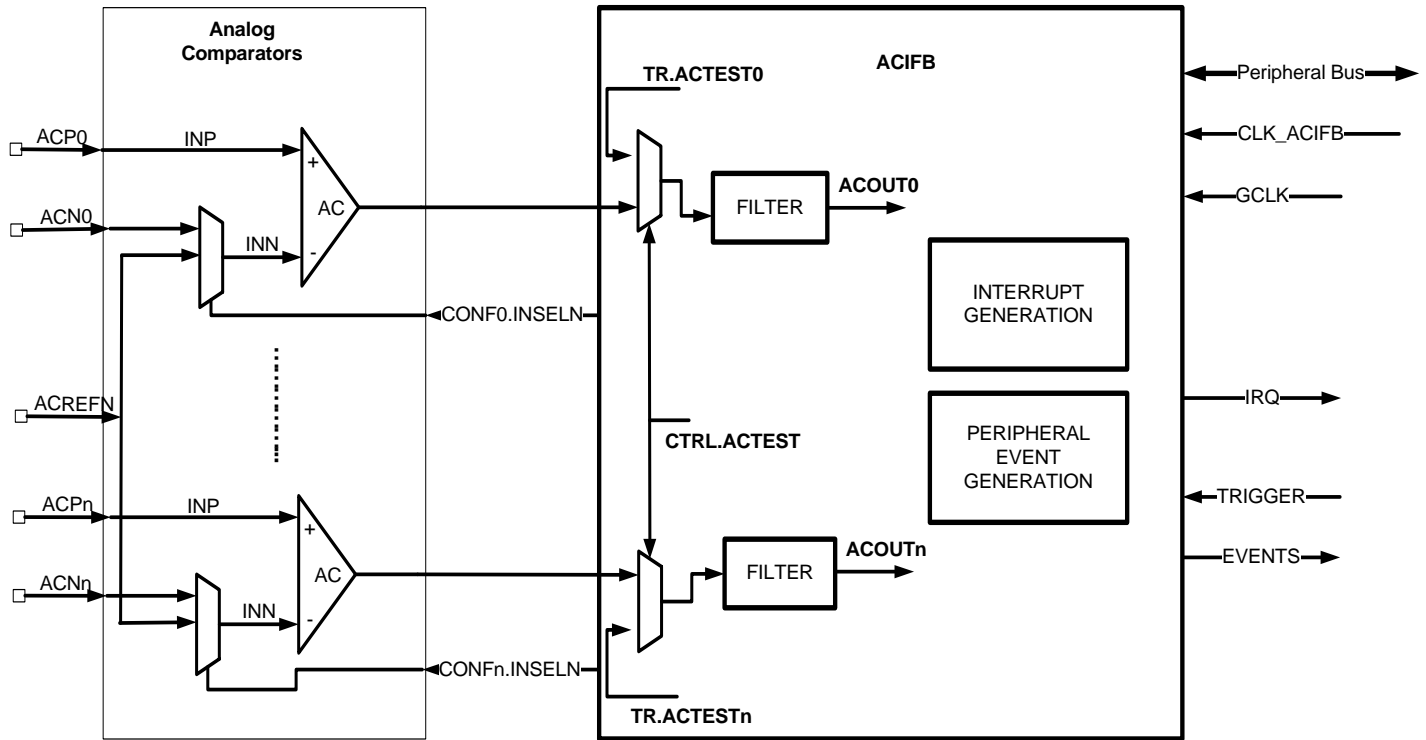 Analog
Comparators
ACIFB
TR.ACTEST0
Peripheral Bus
ACP0
INP
+
AC
-
CLK_ACIFB
ACN0
INN
FILTER
ACOUT0
GCLK
CONF0.INSELN
INTERRUPT
GENERATION
ACREFN
CTRL.ACTEST
PERIPHERAL
EVENT
GENERATION
IRQ
ACPn
INP
+
AC
-
TRIGGER
ACNn
INN
FILTER
ACOUTn
EVENTS
CONFn.INSELN
TR.ACTESTn